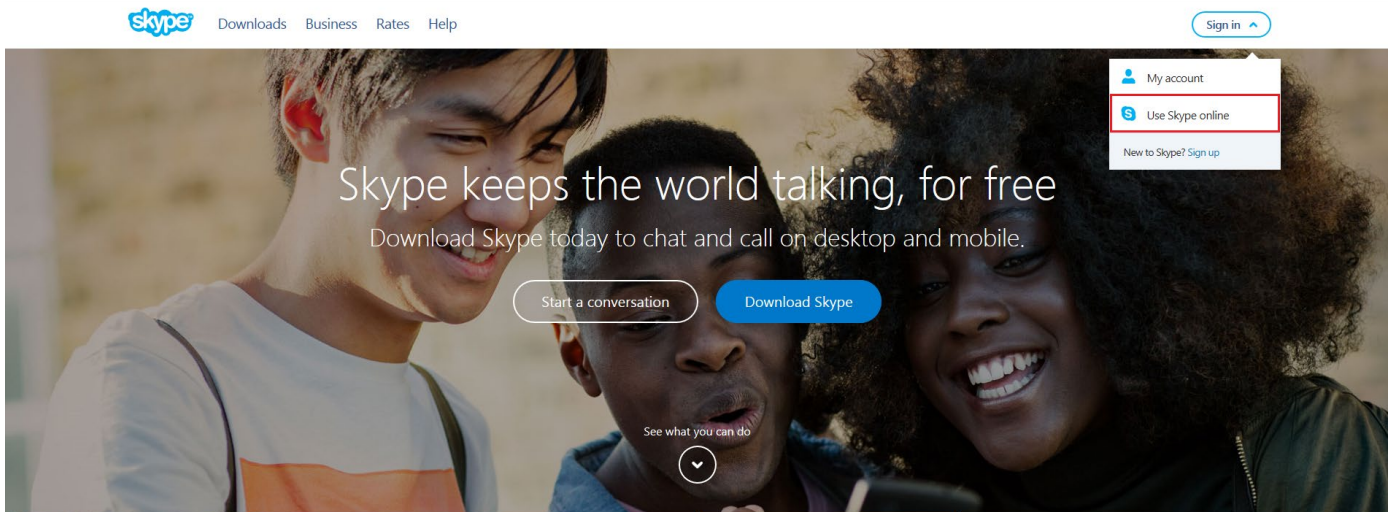 skype
Downloads Business Rates Help
Sign in
My account
S Use Skype online
New to Skype? Sign up
Skype keeps the world talking, for free
Download Skype today to chat and call on desktop and mobile.
Start a conversation Download Skype
See what you can do